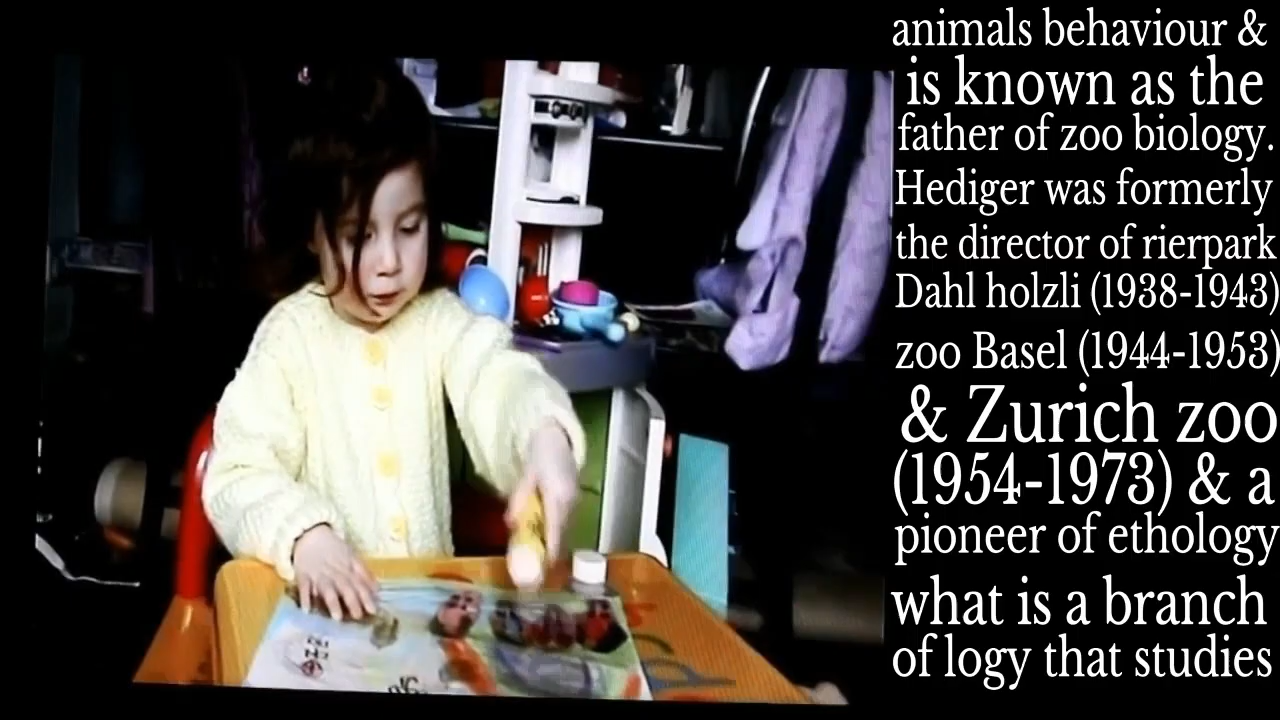 animals behaviour &
is known as the
father of zoo biology.
Hediger was formerly
the director of rierpark
Dahl holzli (1938-1943)
zoo Basel (1944-1953)
& Zurich zoo
(1954-1973) & a
pioneer of ethology
what is a branch
of logy that studies